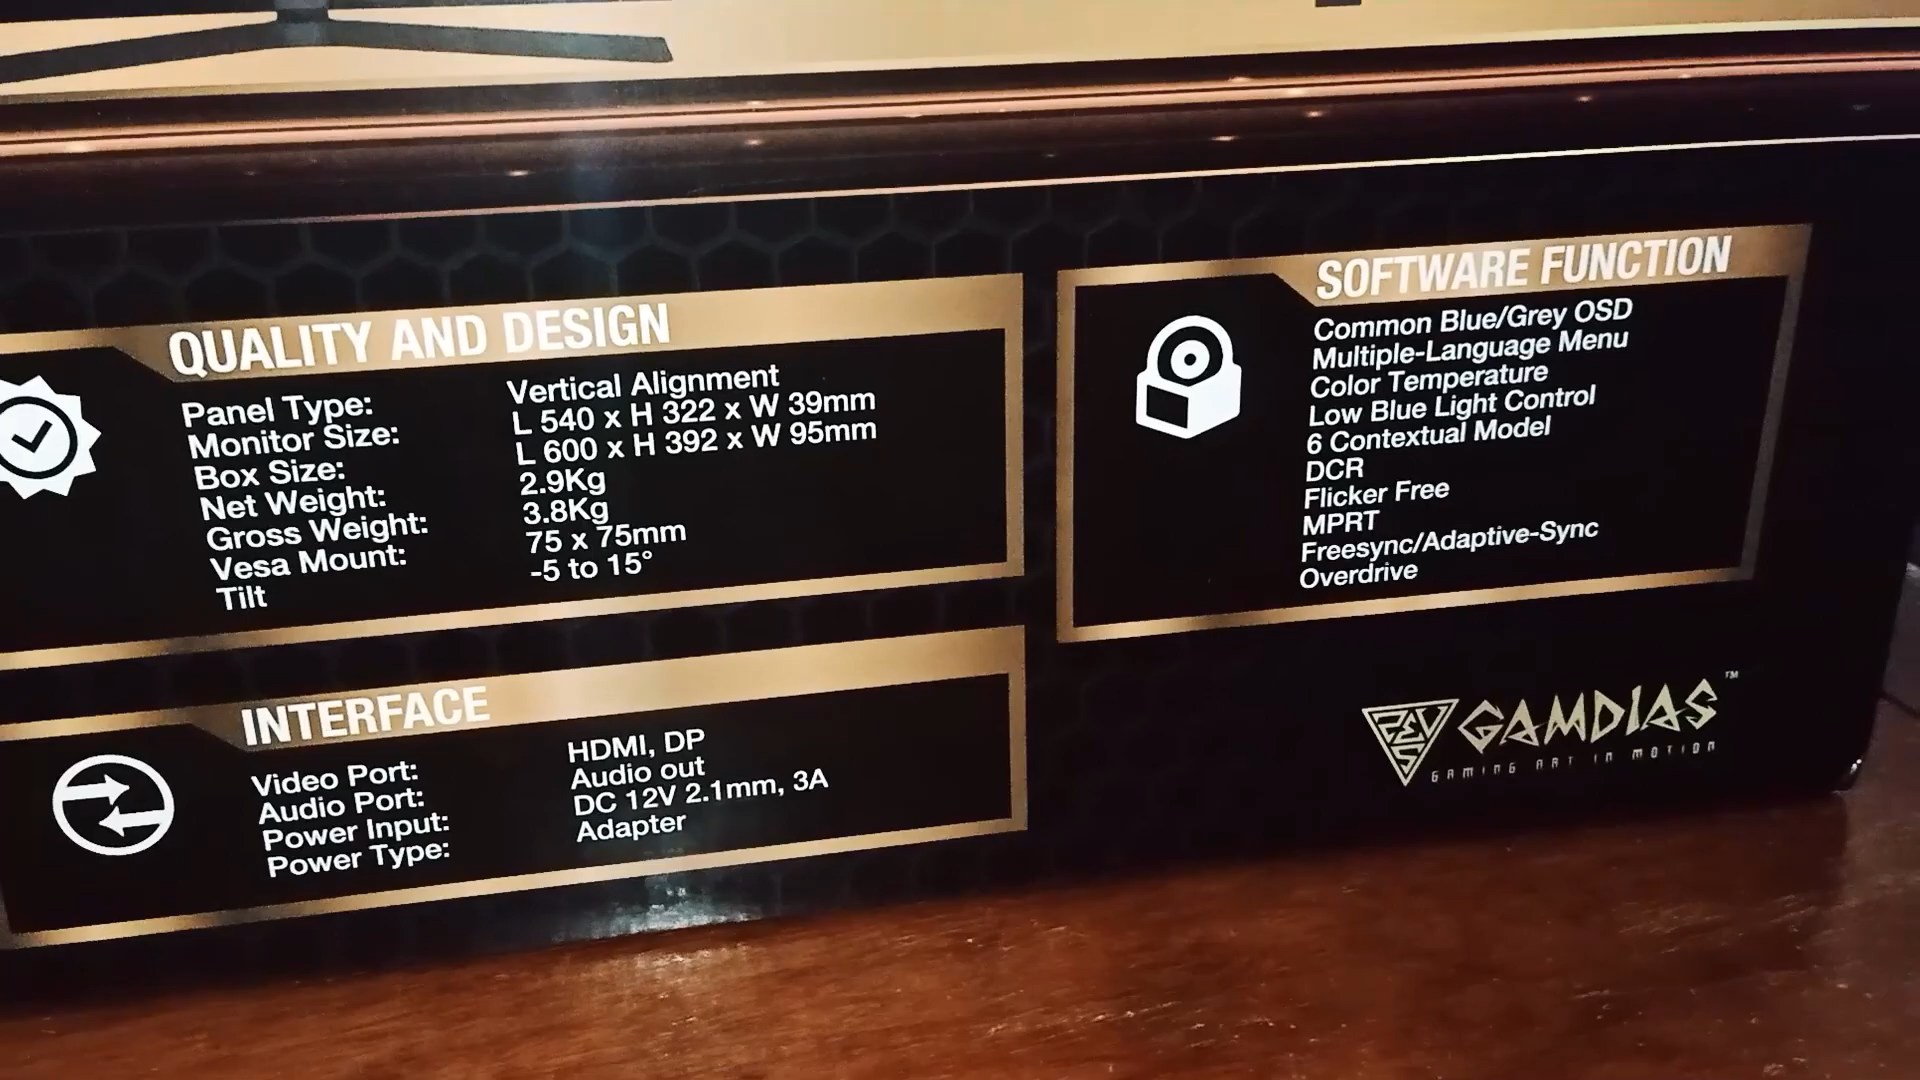 QUALITY AND DESIGN
Panel Type: Vertical Alignment
Monitor Size: L 540 x H 322 x W 39mm
Box Size: L 600 x H 392 x W 95mm
Net Weight: 2.9Kg
Gross Weight: 3.8Kg
Vesa Mount: 75 x 75mm
Tilt -5 to 15°
INTERFACE
Video Port: HDMI, DP
Audio Port: Audio out
Power Input: DC 12V 2.1mm, 3A
Power Type: Adapter
SOFTWARE FUNCTION
Common Blue/Grey OSD
Multiple-Language Menu
Color Temperature
Low Blue Light Control
6 Contextual Model
DCR
Flicker Free
MPRT
Freesync/Adaptive-Sync
Overdrive
GAMDIAS™
GAMING ART IN MOTION